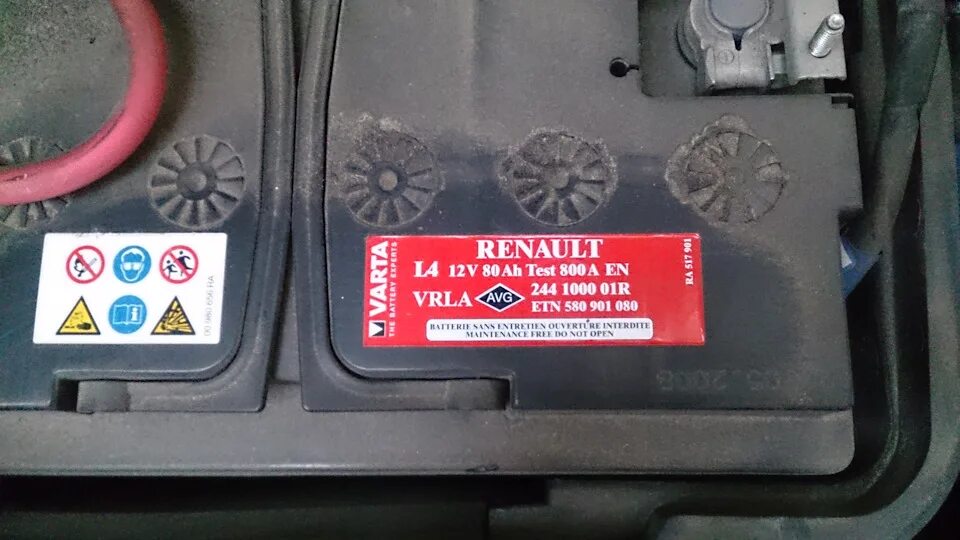 RENAULT
L4 12V 80Ah Test 800A EN
244 1000 01R
VRLA AVG
ETN 580 901 080
BATTERIE SANS ENTRETIEN OUVERTURE INTERDITE
MAINTENANCE FREE DO NOT OPEN
VARTA
THE BATTERY EXPERTS
RA 517 901